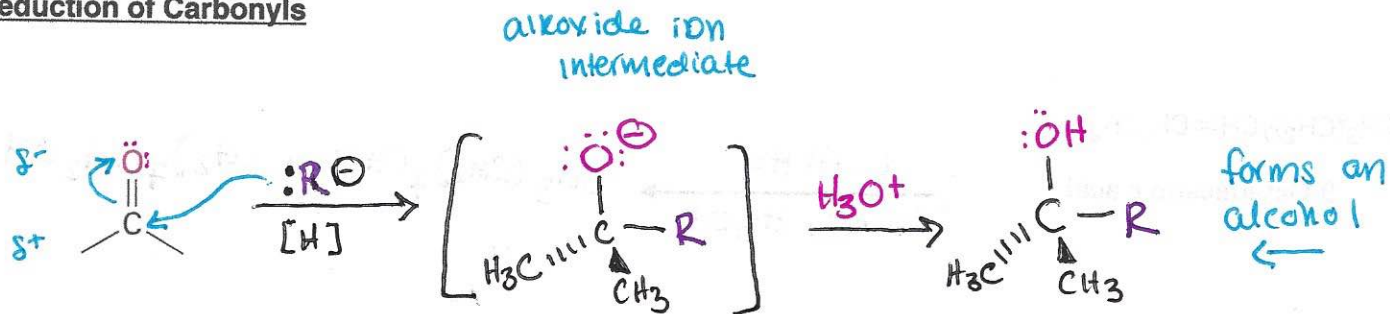 eduction of Carbonyls
alkoxide ion
intermediate
δ- Ö: :R⊖ :Ö:⊖ :ÖH
δ+ C [H] C—R H3O+ C—R
H3C CH3 H3C CH3
forms an
alcohol